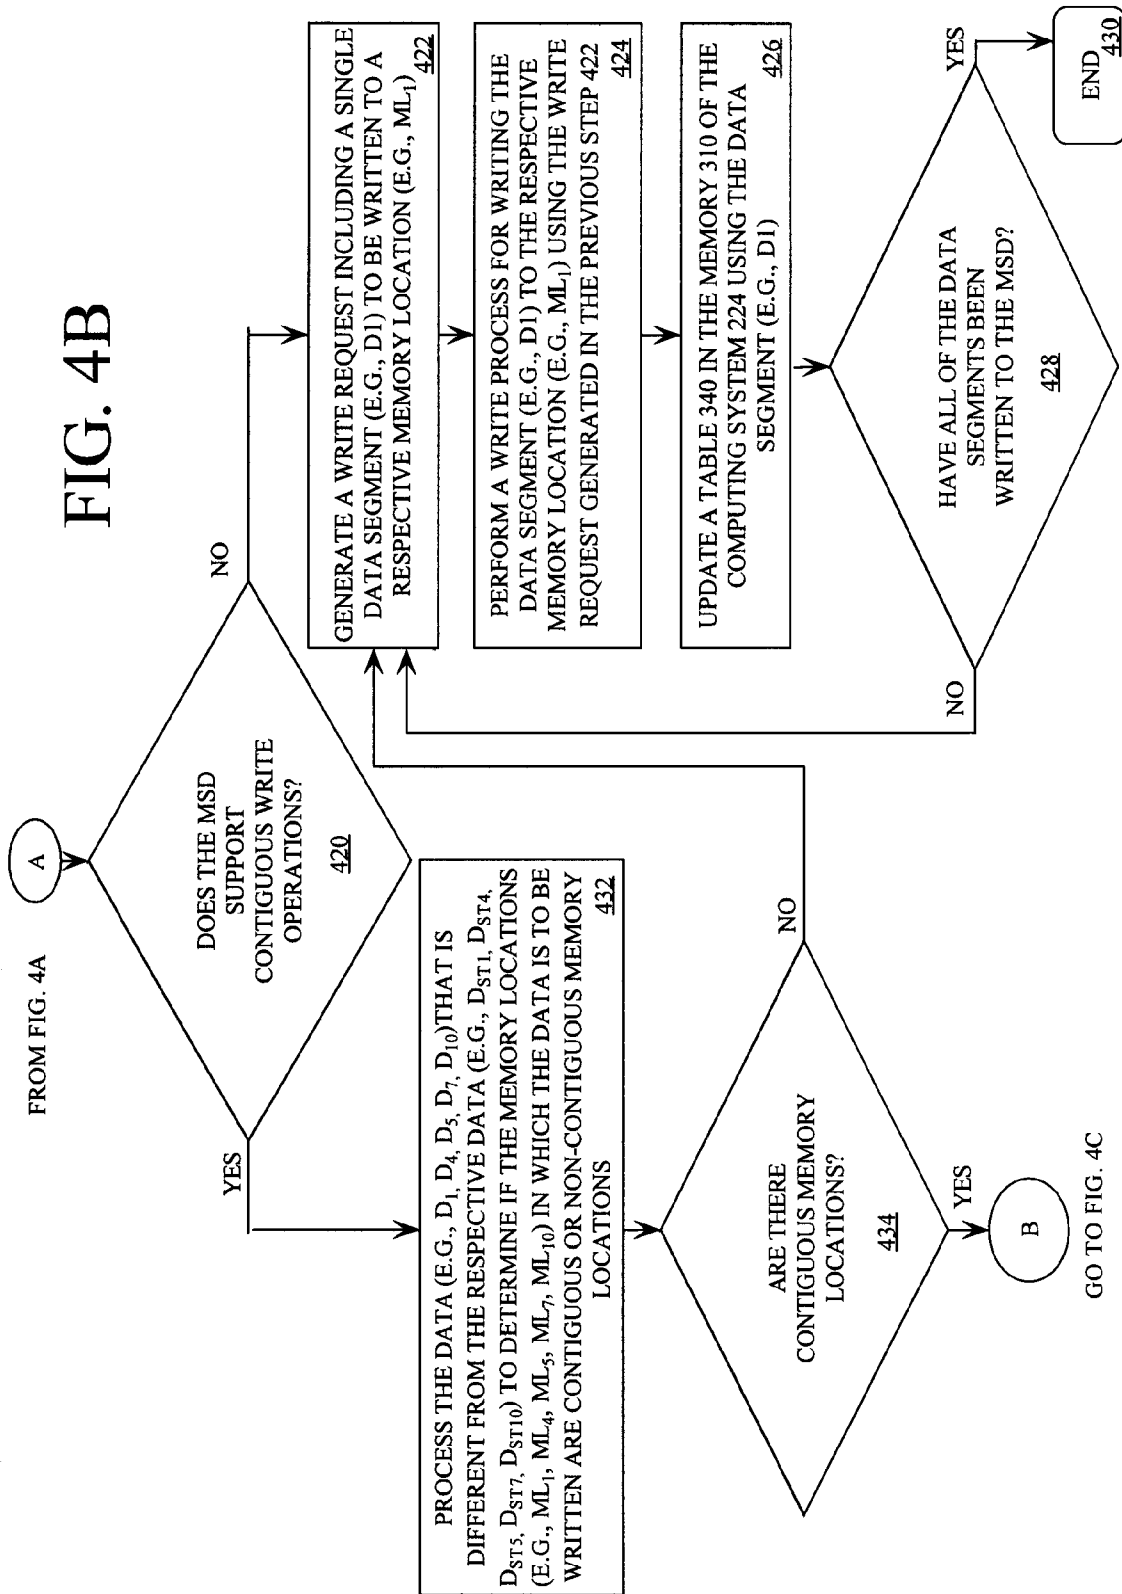 FIG. 4B
FROM FIG. 4A
A
DOES THE MSD
SUPPORT
CONTIGUOUS WRITE
OPERATIONS?
420
YES
NO
GENERATE A WRITE REQUEST INCLUDING A SINGLE
DATA SEGMENT (E.G., D1) TO BE WRITTEN TO A
RESPECTIVE MEMORY LOCATION (E.G., ML1)
422
PERFORM A WRITE PROCESS FOR WRITING THE
DATA SEGMENT (E.G., D1) TO THE RESPECTIVE
MEMORY LOCATION (E.G., ML1) USING THE WRITE
REQUEST GENERATED IN THE PREVIOUS STEP 422
424
UPDATE A TABLE 340 IN THE MEMORY 310 OF THE
COMPUTING SYSTEM 224 USING THE DATA
SEGMENT (E.G., D1)
426
HAVE ALL OF THE DATA
SEGMENTS BEEN
WRITTEN TO THE MSD?
428
NO
YES
END
430
PROCESS THE DATA (E.G., D1, D4, D5, D7, D10)THAT IS
DIFFERENT FROM THE RESPECTIVE DATA (E.G., DST1, DST4,
DST5, DST7, DST10) TO DETERMINE IF THE MEMORY LOCATIONS
(E.G., ML1, ML4, ML5, ML7, ML10) IN WHICH THE DATA IS TO BE
WRITTEN ARE CONTIGUOUS OR NON-CONTIGUOUS MEMORY
LOCATIONS
432
ARE THERE
CONTIGUOUS MEMORY
LOCATIONS?
434
NO
YES
B
GO TO FIG. 4C